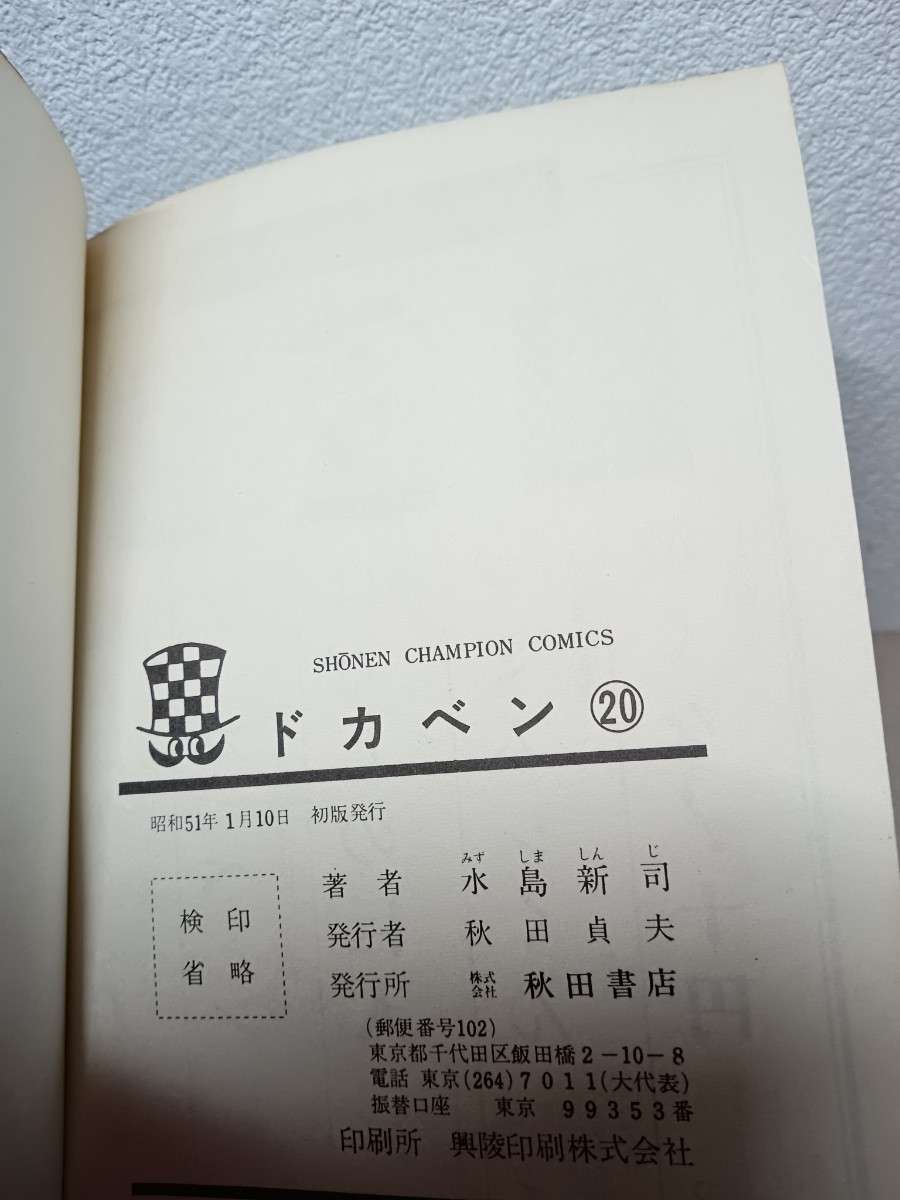 SHŌNEN CHAMPION COMICS
ドカベン ⑳
昭和51年1月10日 初版発行
検印
省略
みず しま しん じ
著者 水島新司
発行者 秋田貞夫
発行所 株式会社 秋田書店
(郵便番号102)
東京都千代田区飯田橋2-10-8
電話 東京(264)7011(大代表)
振替口座 東京 99353番
印刷所 興陵印刷株式会社